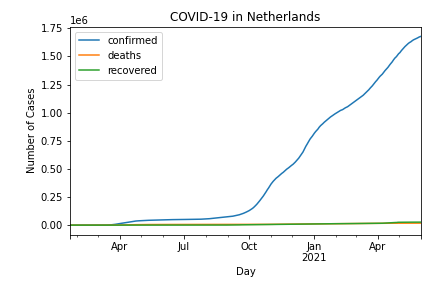 COVID-19 in Netherlands
1e6
1.75
1.50
1.25
1.00
0.75
0.50
0.25
0.00
Number of Cases
confirmed
deaths
recovered
Apr
Jul
Oct
Jan
2021
Apr
Day